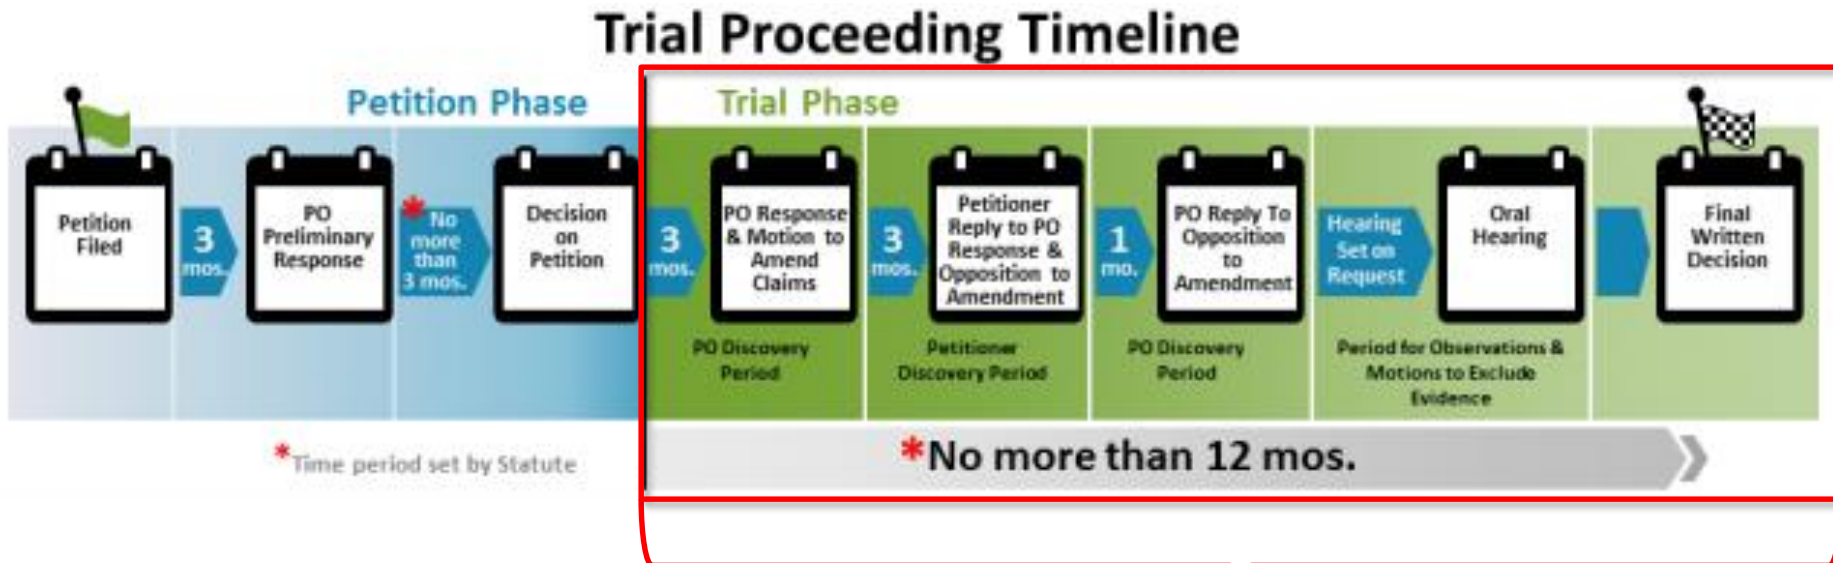 Trial Proceeding Timeline
Petition Phase
Trial Phase
Petition
Filed
3
mos.
PO
Preliminary
Response
*No
more
than
3 mos.
Decision
on
Petition
3
mos.
PO Response
& Motion to
Amend
Claims
3
mos.
Petitioner
Reply to PO
Response &
Opposition to
Amendment
1
mo.
PO Reply To
Opposition
to
Amendment
Hearing
Set on
Request
Oral
Hearing
Final
Written
Decision
PO Discovery
Period
Petitioner
Discovery Period
PO Discovery
Period
Period for Observations &
Motions to Exclude
Evidence
*Time period set by Statute
*No more than 12 mos.